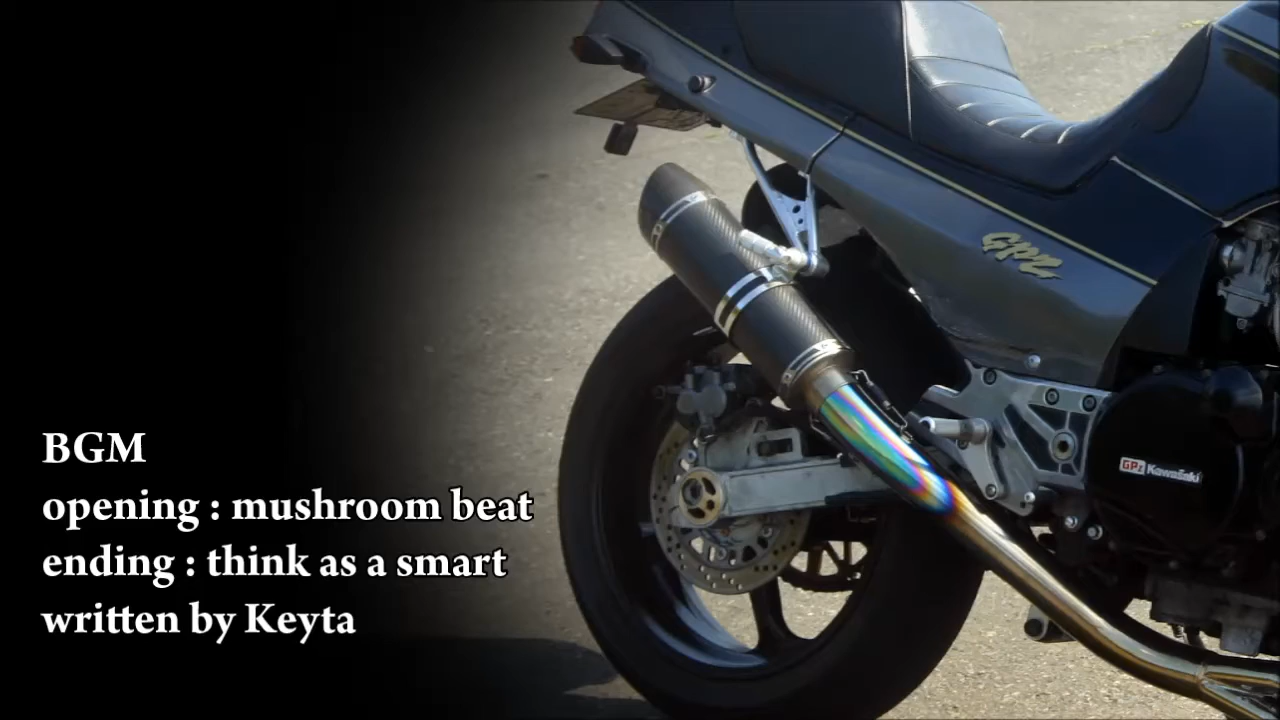 BGM
opening : mushroom beat
ending : think as a smart
written by Keyta
GPZ
GPz Kawasaki